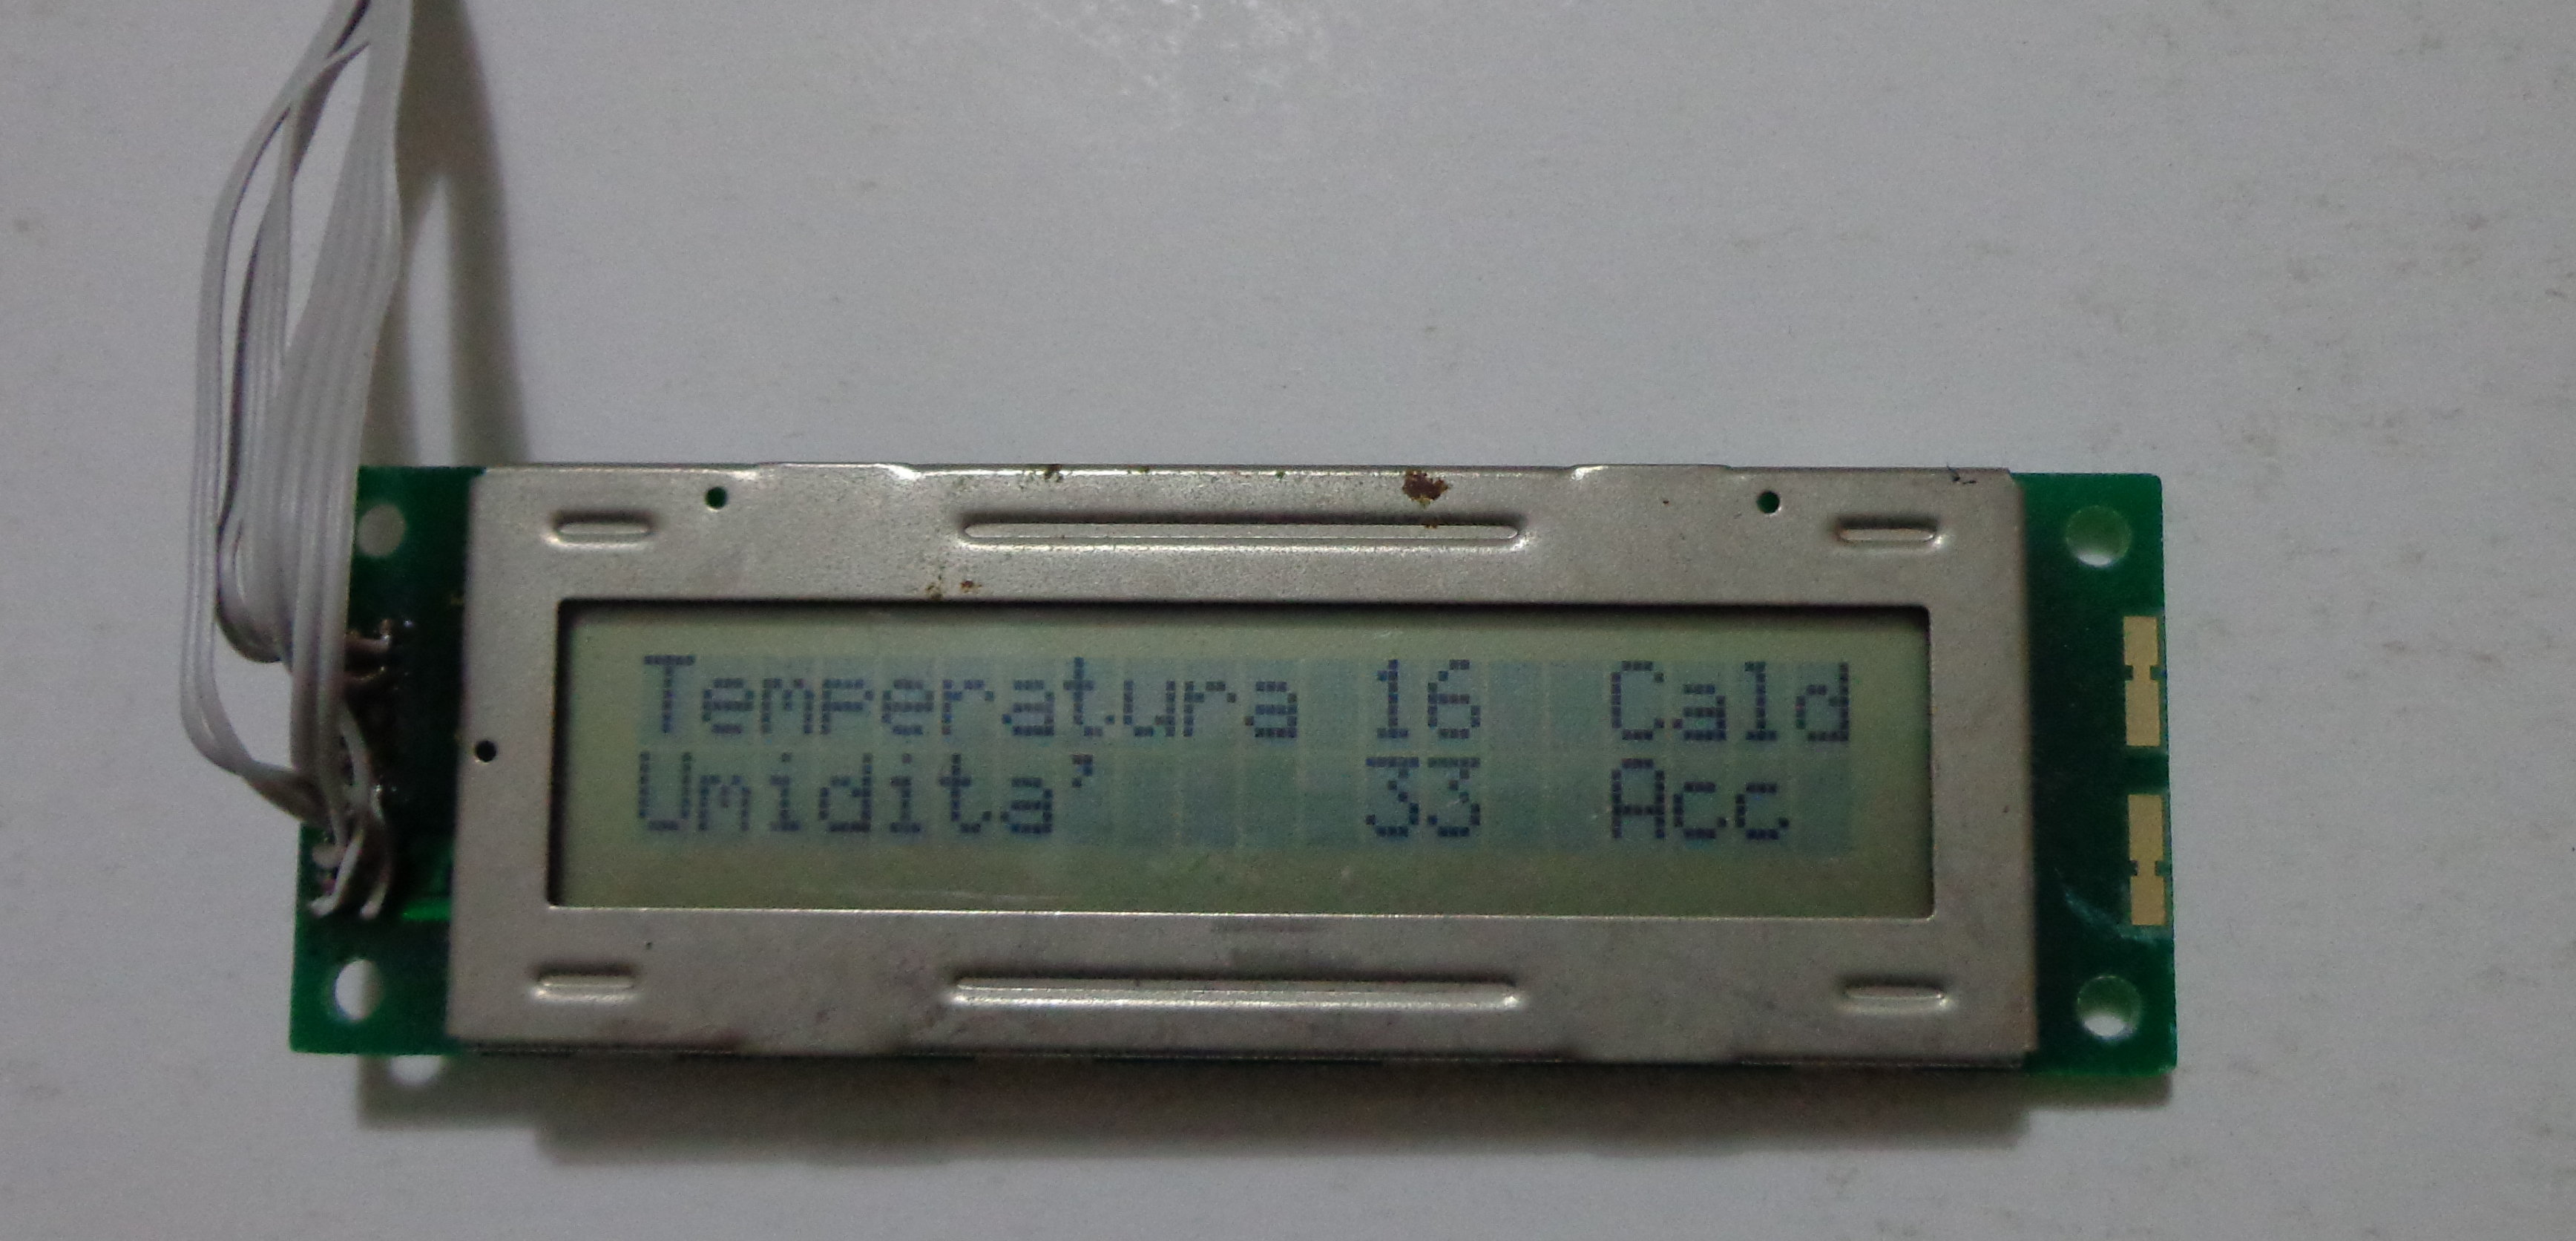 Temperatura 16 Cald
Umidita' 33 Acc